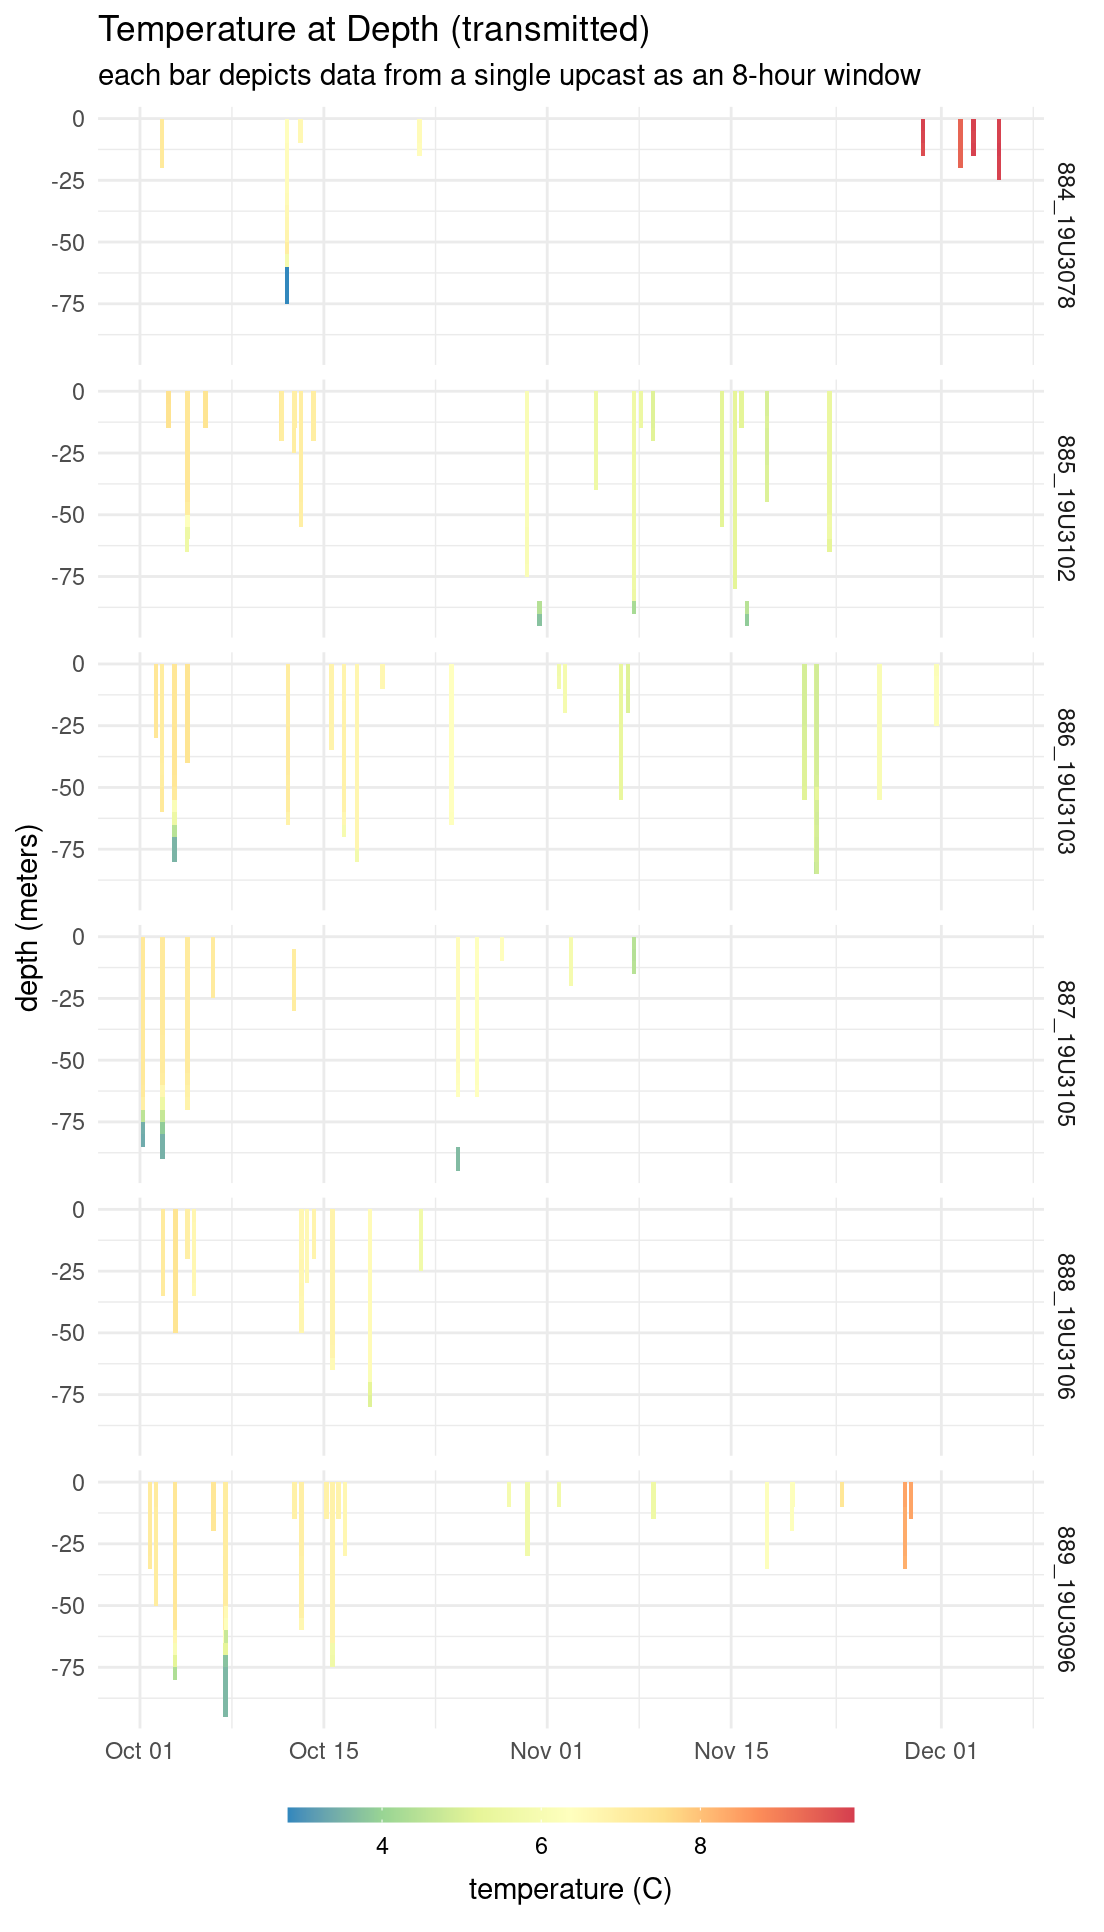 Temperature at Depth (transmitted)
each bar depicts data from a single upcast as an 8-hour window
depth (meters)
0
-25
-50
-75
884_19U3078
0
-25
-50
-75
885_19U3102
0
-25
-50
-75
886_19U3103
0
-25
-50
-75
887_19U3105
0
-25
-50
-75
888_19U3106
0
-25
-50
-75
889_19U3096
Oct 01 Oct 15 Nov 01 Nov 15 Dec 01
4 6 8
temperature (C)